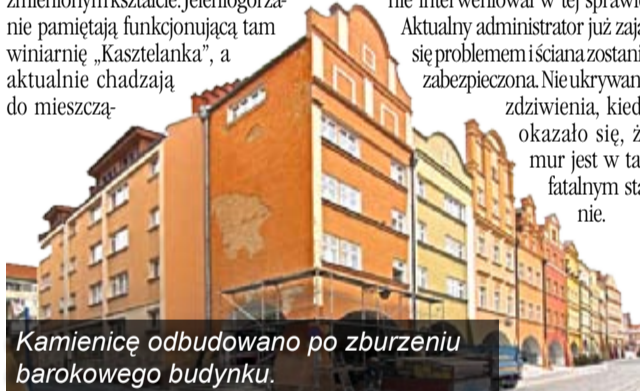 zmienionym kształcie. Jeleniogórza-
nie pamiętają funkcjonującą tam
winiarnię „Kasztelanka”, a
aktualnie chadzają
do mieszczą-
nie interweniował w tej sprawie
Aktualny administrator już zają
się problemem i ściana zostani
zabezpieczona. Nie ukrywan
zdziwienia, kied
okazało się, ż
mur jest w ta
fatalnym sta
nie.
Kamienicę odbudowano po zburzeniu
barokowego budynku.